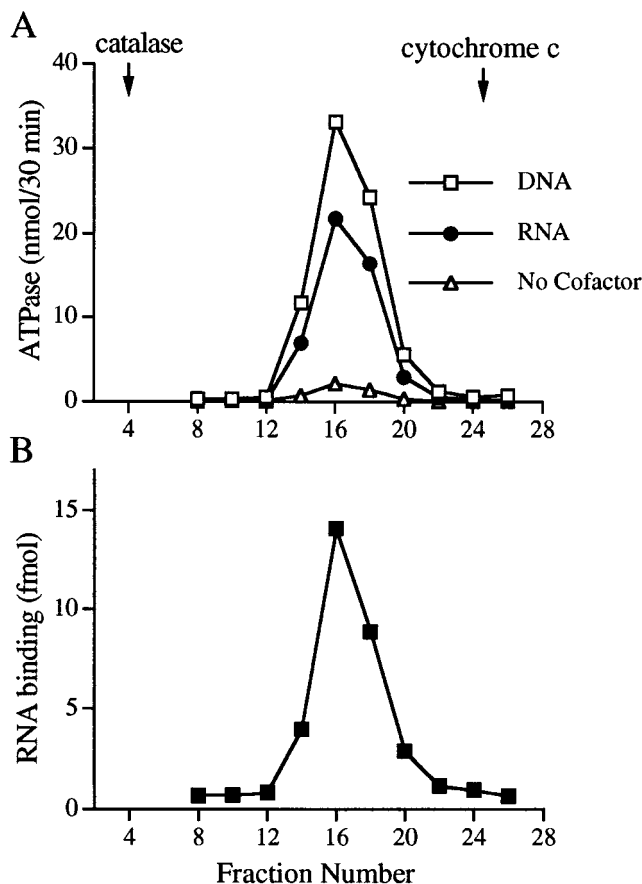 A
catalase
cytochrome c
ATPase (nmol/30 min)
40
30
20
10
0
DNA
RNA
No Cofactor
4 8 12 16 20 24 28
B
RNA binding (fmol)
15
10
5
0
4 8 12 16 20 24 28
Fraction Number